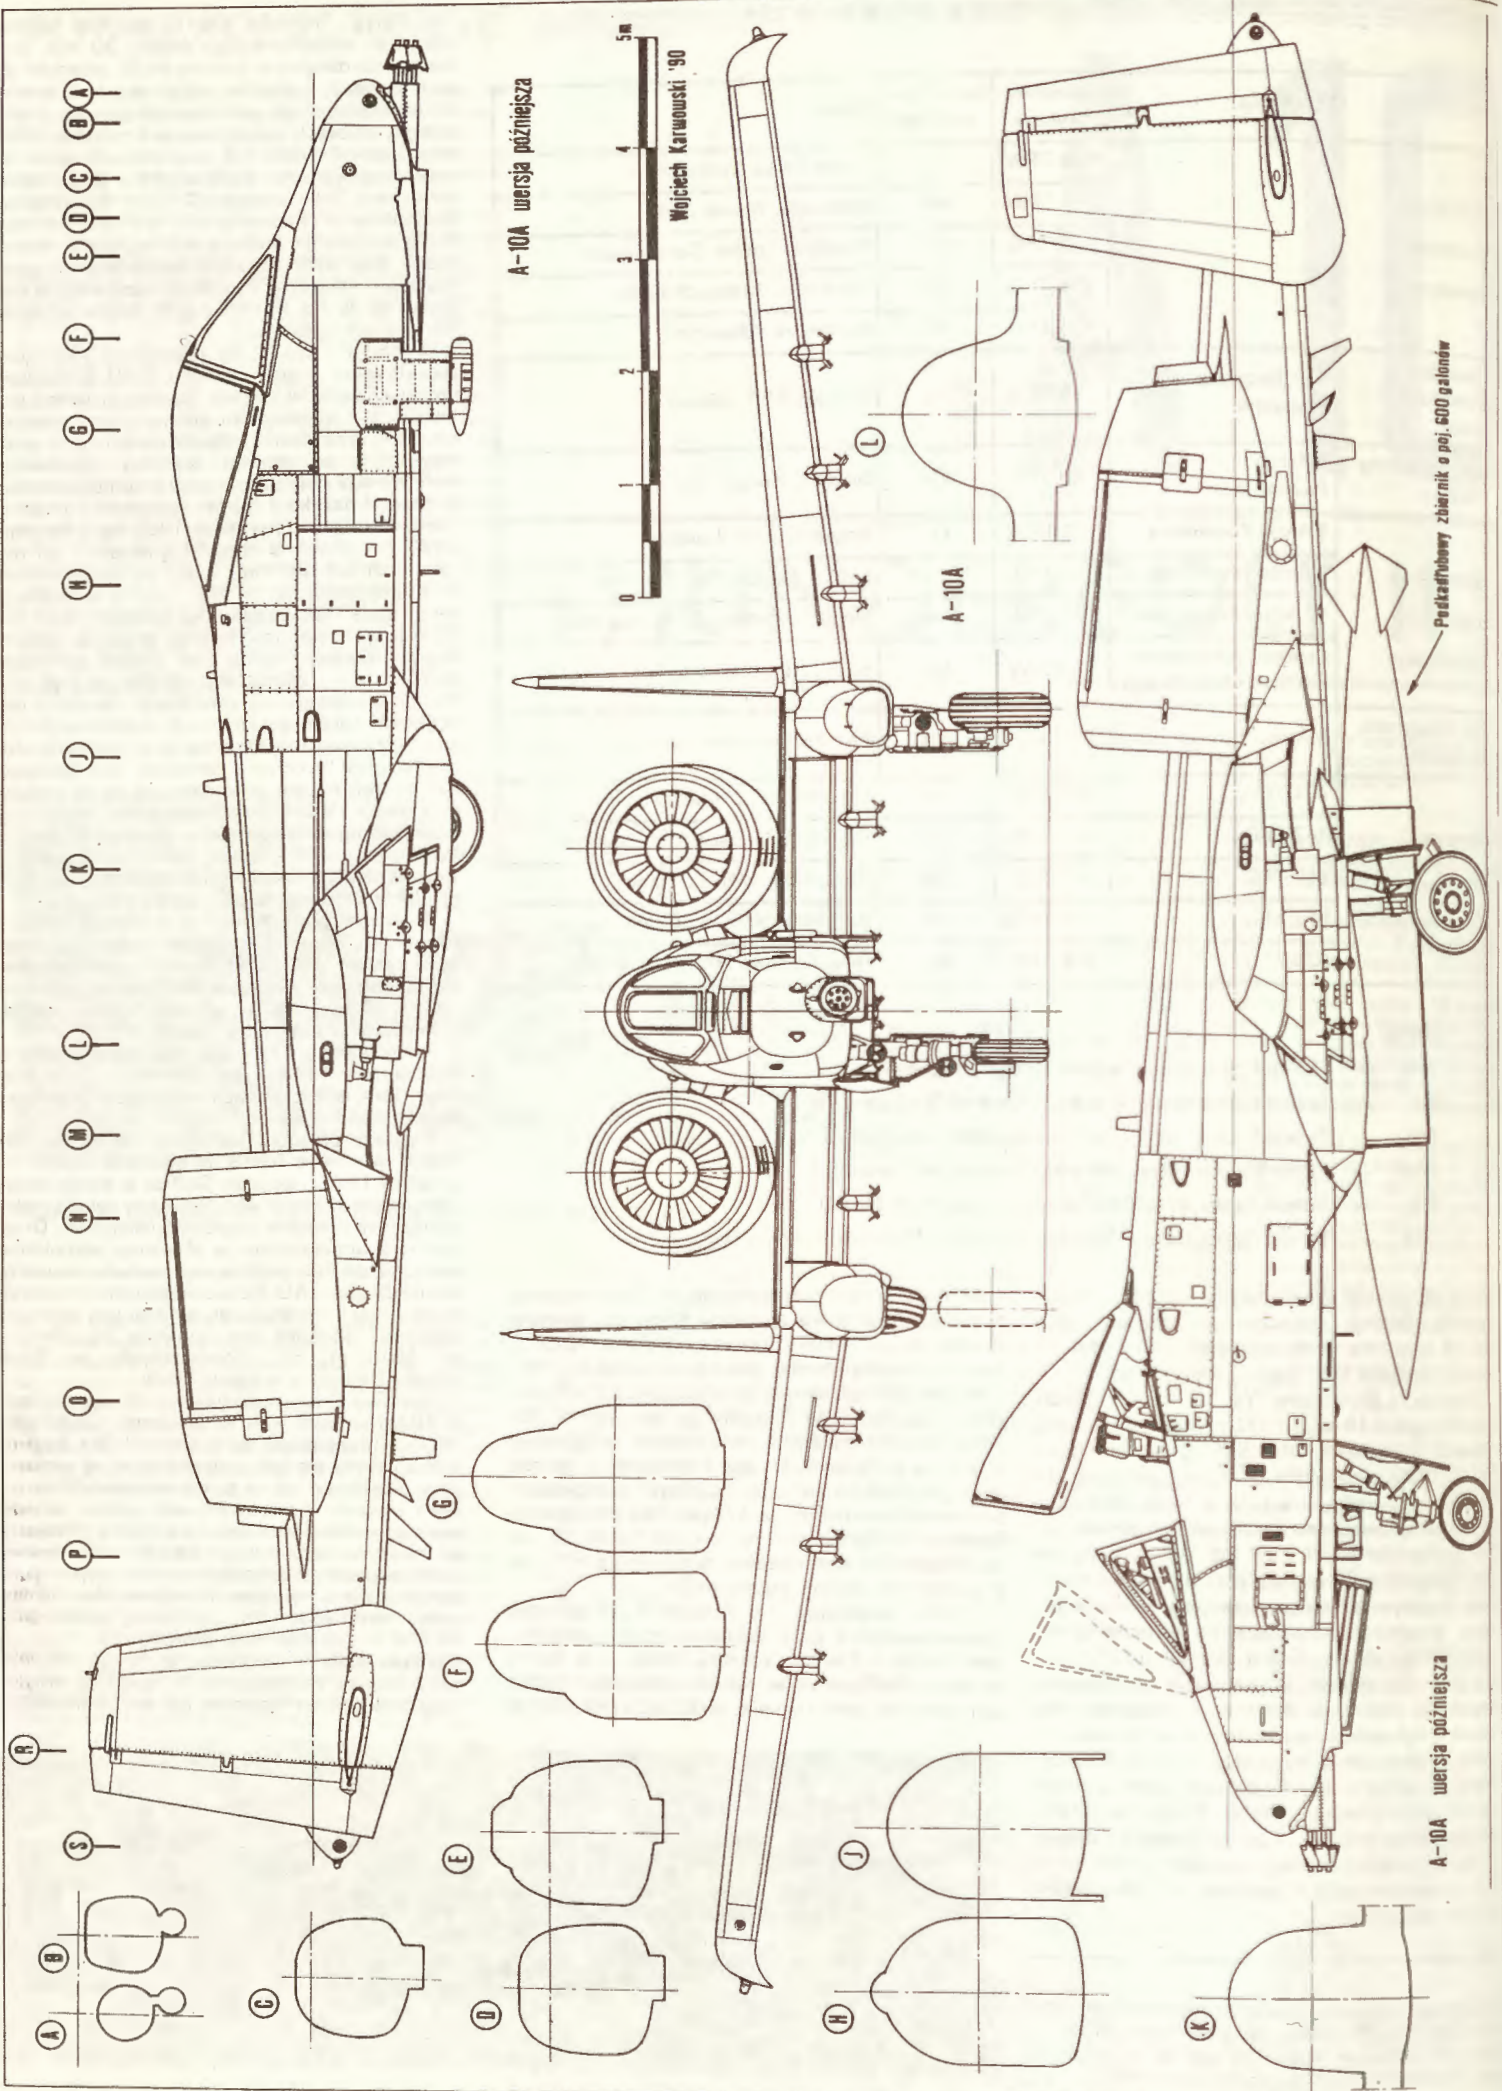 A B C D E F G H J K L M N O P R S
A-10A wersja późniejsza
0 1 2 3 4 5m
Wojciech Karwowski '90
A B C D E F G H J K L
A-10A
Podkadłubowy zbiornik o poj. 600 galonów
A-10A wersja późniejsza